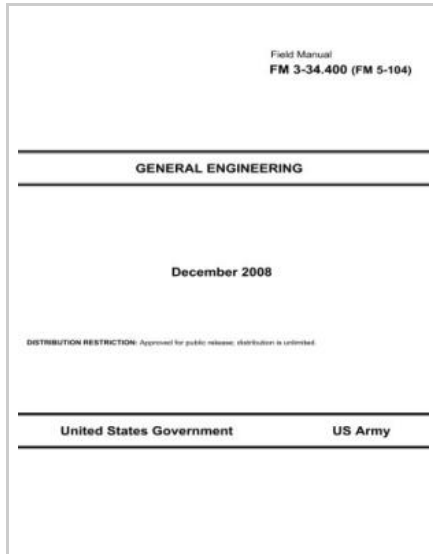 Field Manual
FM 3-34.400 (FM 5-104)
GENERAL ENGINEERING
December 2008
DISTRIBUTION RESTRICTION: Approved for public release; distribution is unlimited.
United States Government US Army